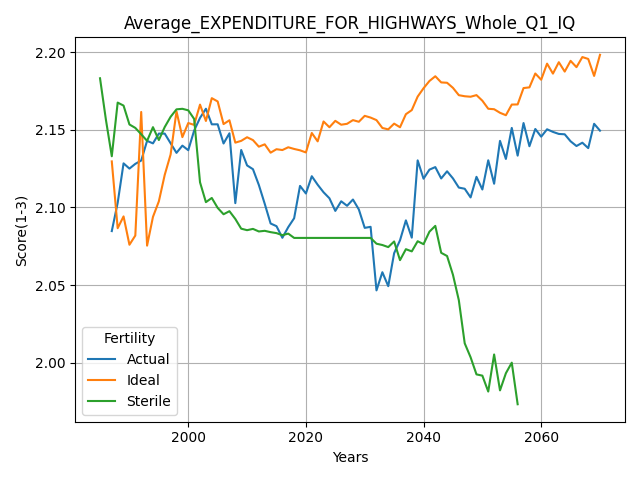 Average_EXPENDITURE_FOR_HIGHWAYS_Whole_Q1_IQ
Score(1-3)
2.20
2.15
2.10
2.05
2.00
Fertility
Actual
Ideal
Sterile
2000
2020
2040
2060
Years